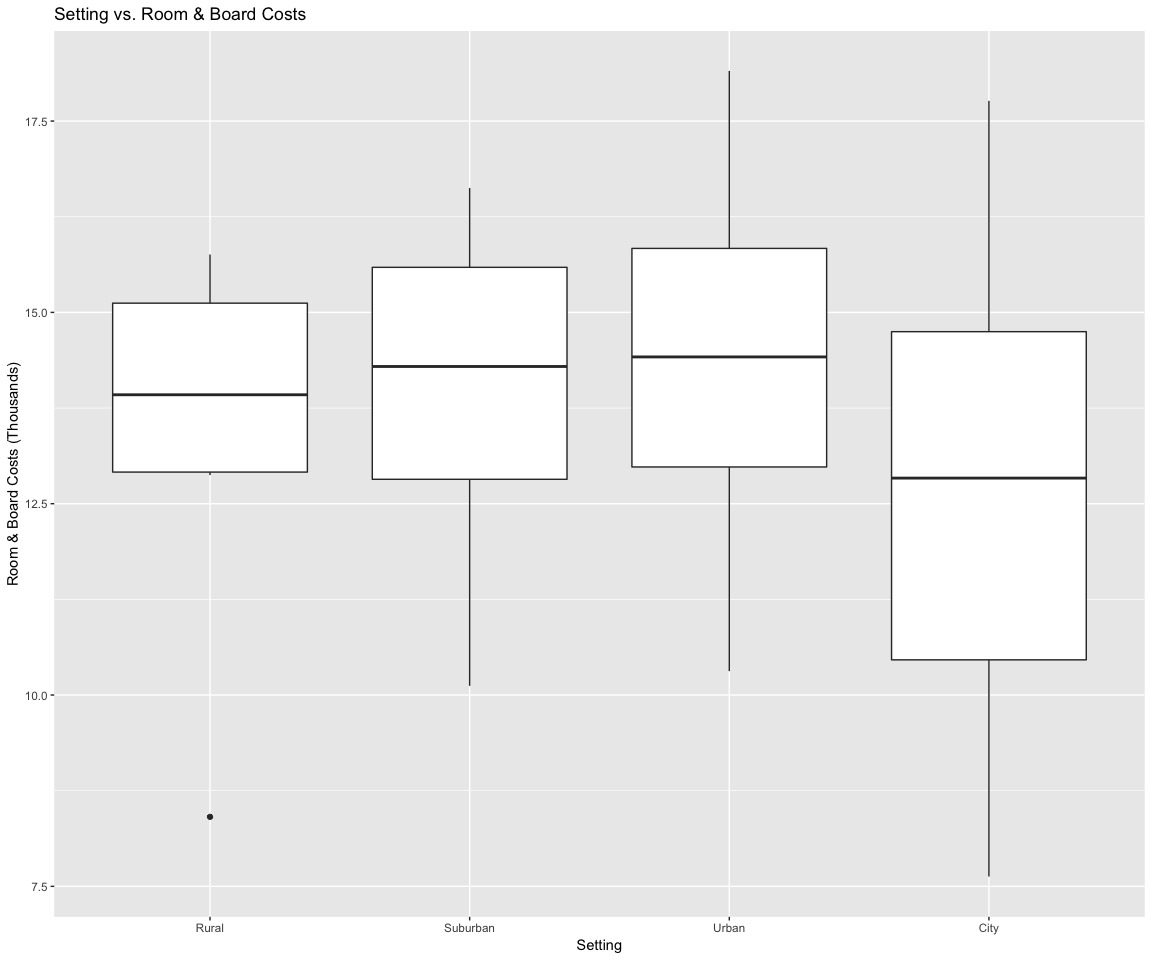 Setting vs. Room & Board Costs
Room & Board Costs (Thousands)
17.5
15.0
12.5
10.0
7.5
Rural
Suburban
Urban
City
Setting